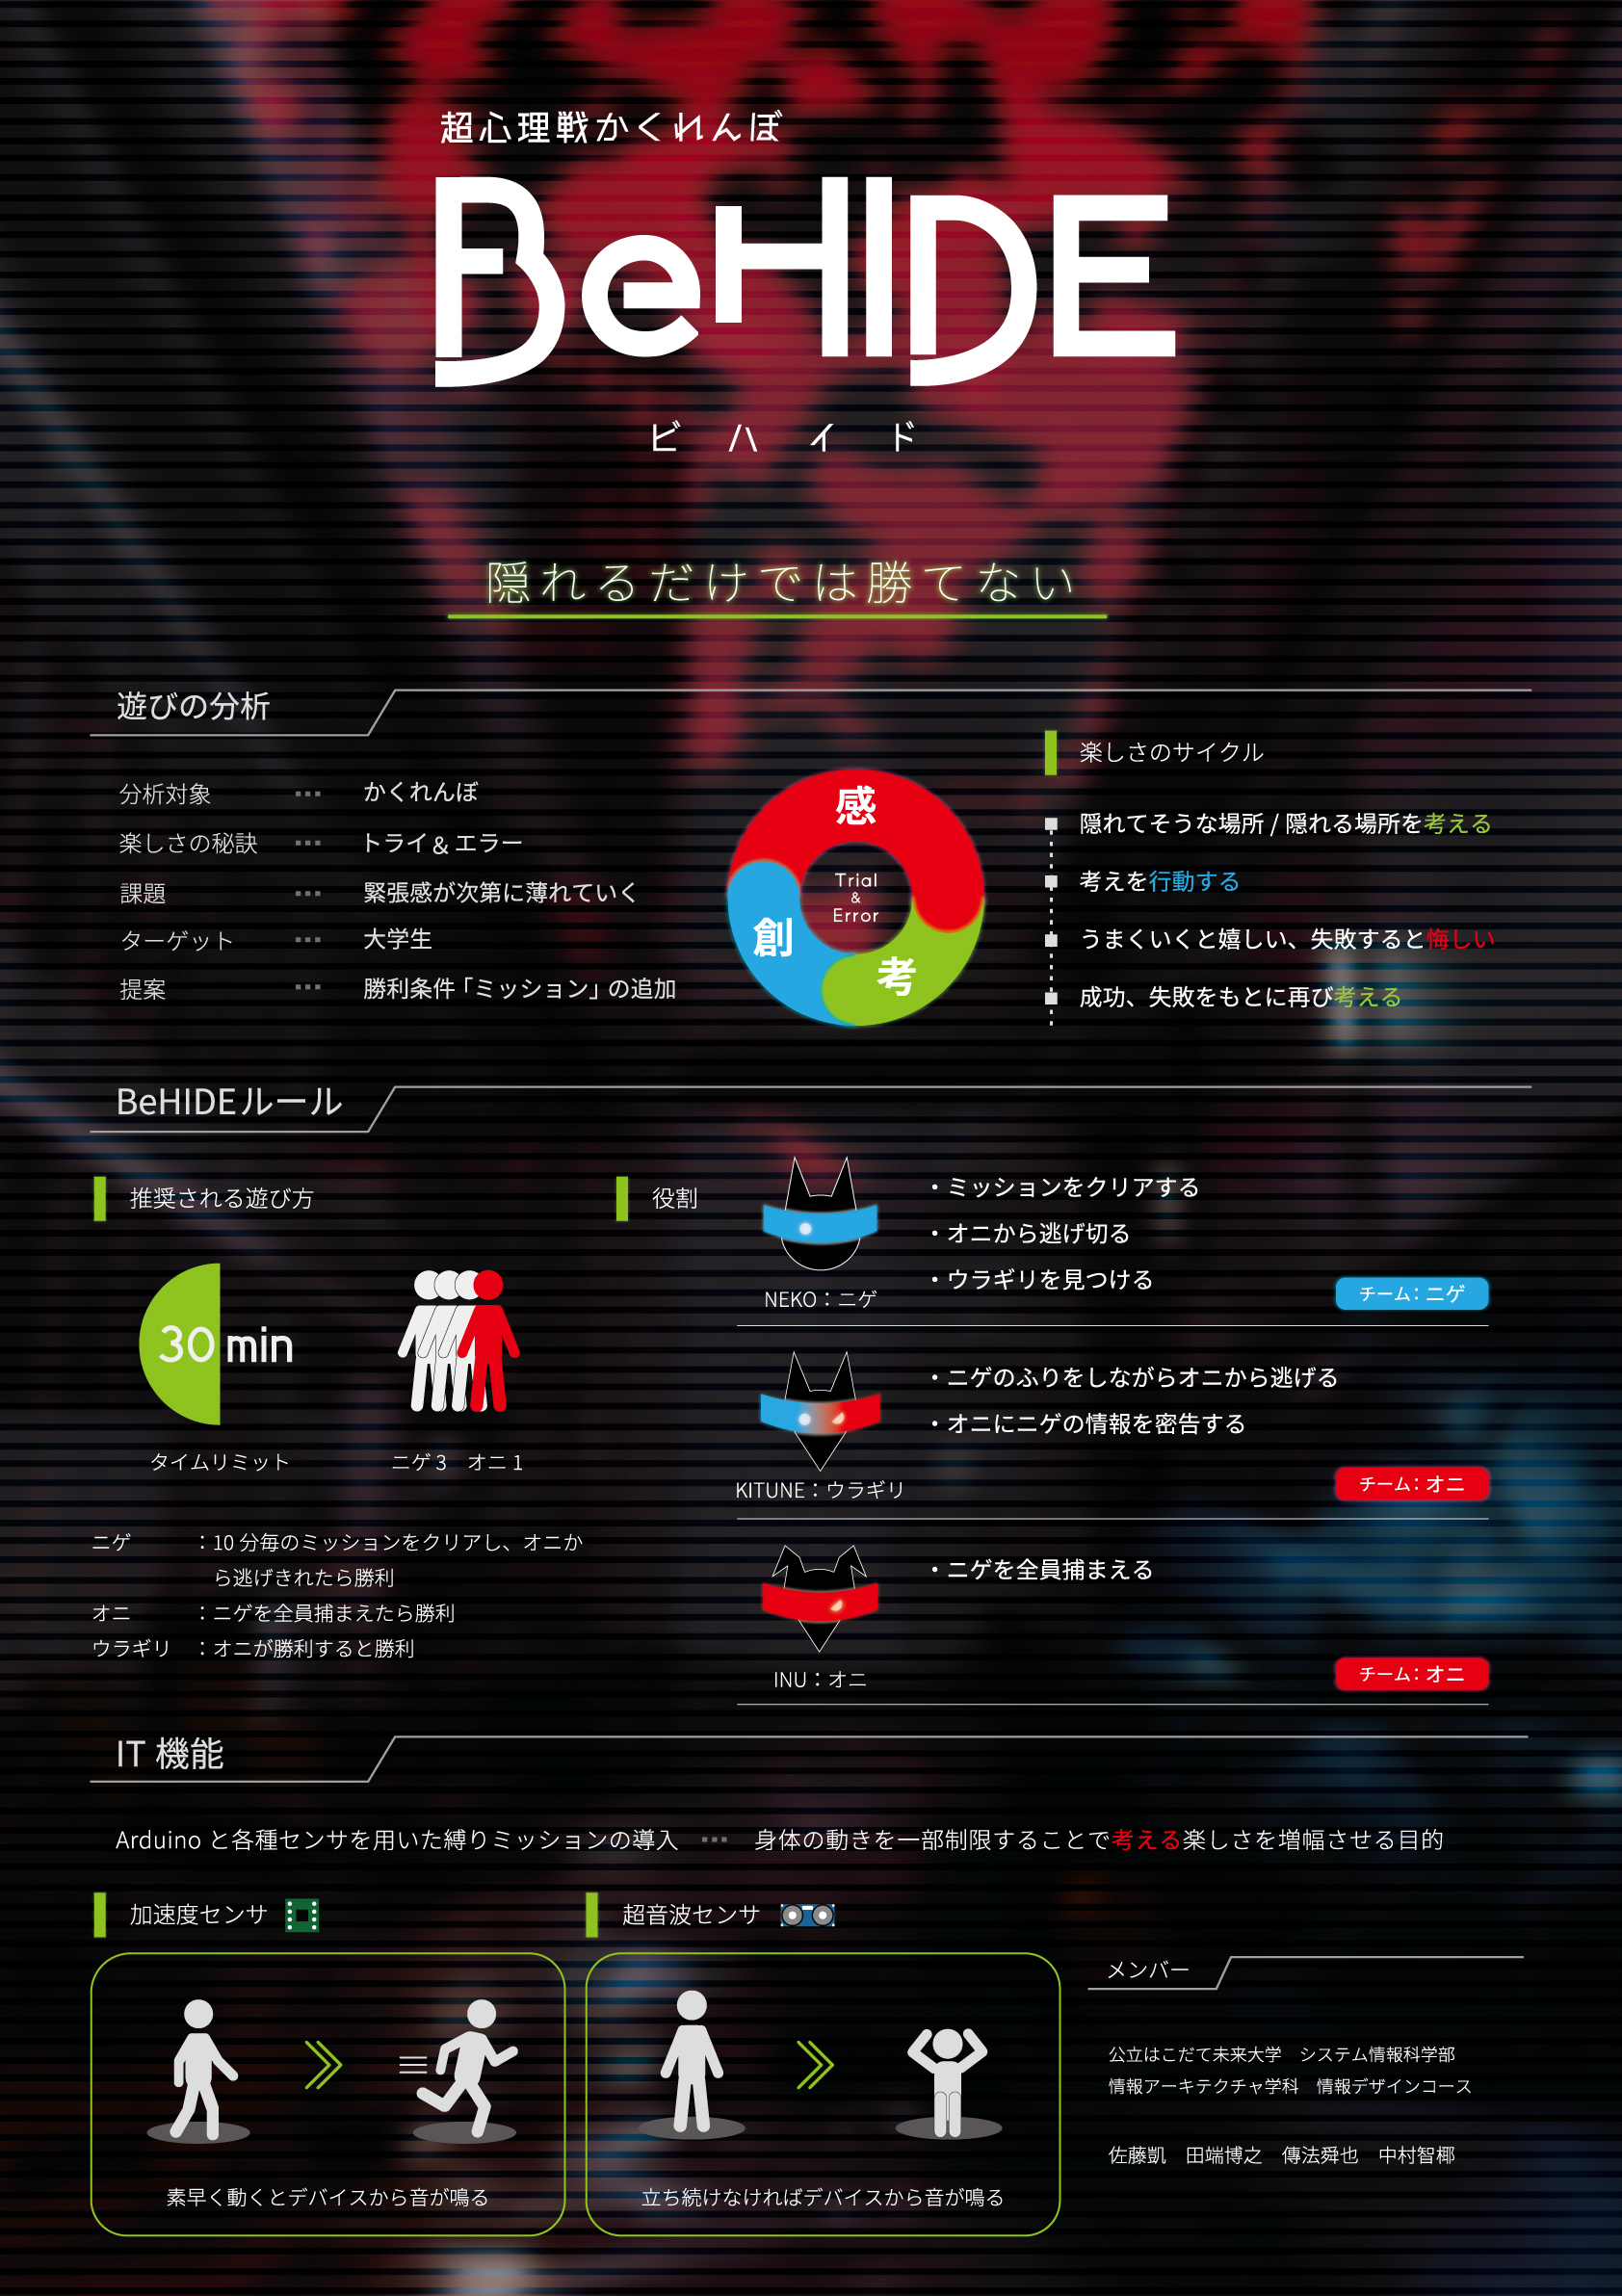 超心理戦かくれんぼ
BeHIDE
ビハイド
隠れるだけでは勝てない
遊びの分析
分析対象 ▪▪▪ かくれんぼ
楽しさの秘訣 ▪▪▪ トライ & エラー
課題 ▪▪▪ 緊張感が次第に薄れていく
ターゲット ▪▪▪ 大学生
提案 ▪▪▪ 勝利条件「ミッション」の追加
感
創
考
Trial
&
Error
楽しさのサイクル
隠れてそうな場所 / 隠れる場所を考える
考えを行動する
うまくいくと嬉しい、失敗すると悔しい
成功、失敗をもとに再び考える
BeHIDEルール
推奨される遊び方
30 min
タイムリミット
ニゲ 3 オニ 1
ニゲ ：10 分毎のミッションをクリアし、オニか
ら逃げきれたら勝利
オニ ：ニゲを全員捕まえたら勝利
ウラギリ ：オニが勝利すると勝利
役割
NEKO：ニゲ
・ミッションをクリアする
・オニから逃げ切る
・ウラギリを見つける
チーム：ニゲ
KITUNE：ウラギリ
・ニゲのふりをしながらオニから逃げる
・オニにニゲの情報を密告する
チーム：オニ
INU：オニ
・ニゲを全員捕まえる
チーム：オニ
IT 機能
Arduino と各種センサを用いた縛りミッションの導入 ▪▪▪ 身体の動きを一部制限することで考える楽しさを増幅させる目的
加速度センサ
素早く動くとデバイスから音が鳴る
超音波センサ
立ち続けなければデバイスから音が鳴る
メンバー
公立はこだて未来大学 システム情報科学部
情報アーキテクチャ学科 情報デザインコース
佐藤凱 田端博之 傳法舜也 中村智椰